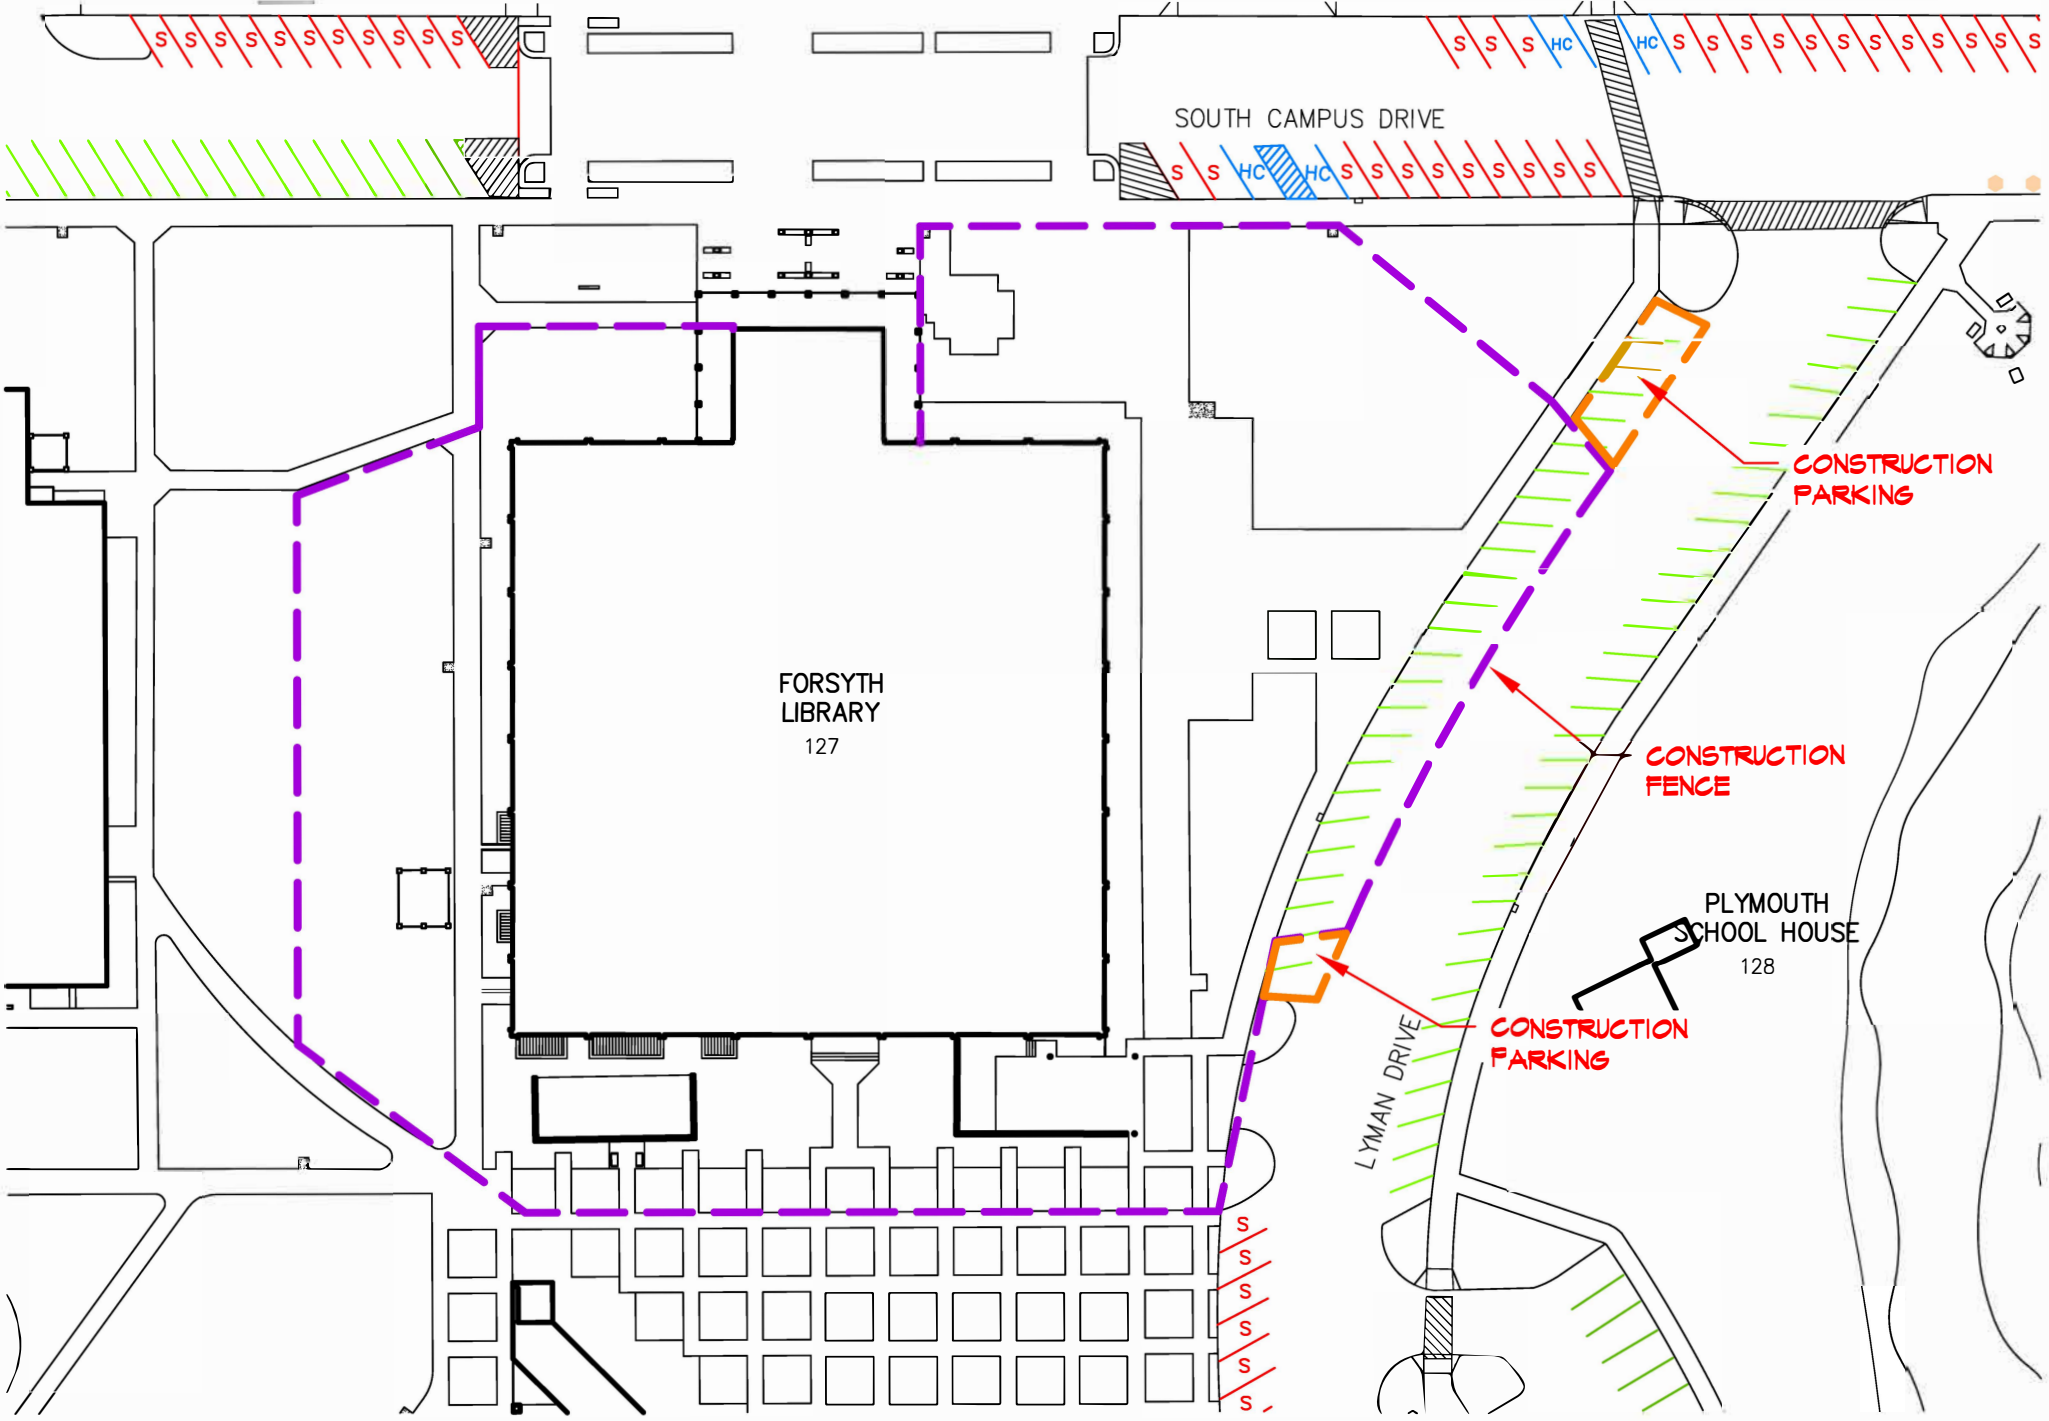 S S S S S S S S S S S
S S S HC HC S S S S S S S S S S S S
SOUTH CAMPUS DRIVE
S S HC HC S S S S S S S S S
CONSTRUCTION
PARKING
FORSYTH
LIBRARY
127
CONSTRUCTION
FENCE
PLYMOUTH
SCHOOL HOUSE
128
CONSTRUCTION
PARKING
LYMAN DRIVE
S
S
S
S
S
S